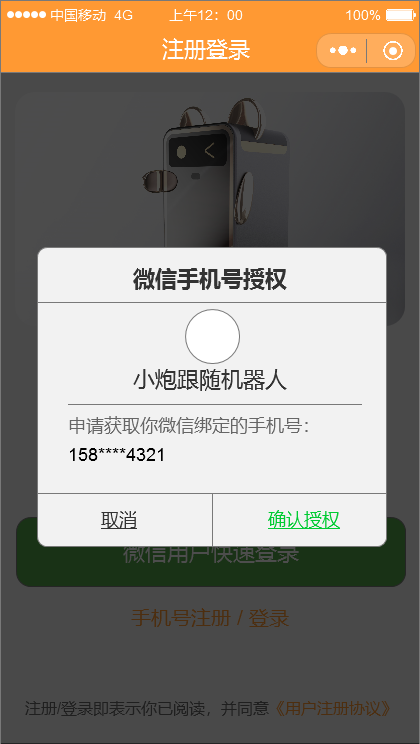 中国移动 4G 上午12：00 100%
注册登录
微信手机号授权
小炮跟随机器人
申请获取你微信绑定的手机号：
158****4321
取消 确认授权
微信用户快速登录
手机号注册 / 登录
注册/登录即表示你已阅读，并同意《用户注册协议》